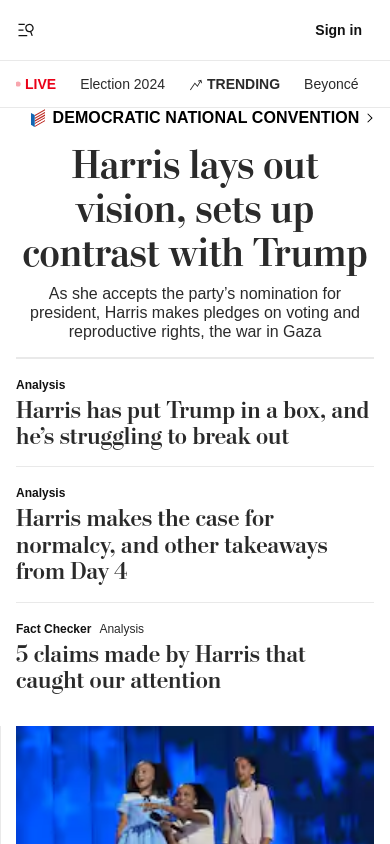 Sign in
LIVE Election 2024 TRENDING Beyoncé
DEMOCRATIC NATIONAL CONVENTION
Harris lays out
vision, sets up
contrast with Trump
As she accepts the party’s nomination for
president, Harris makes pledges on voting and
reproductive rights, the war in Gaza
Analysis
Harris has put Trump in a box, and
he’s struggling to break out
Analysis
Harris makes the case for
normalcy, and other takeaways
from Day 4
Fact Checker Analysis
5 claims made by Harris that
caught our attention